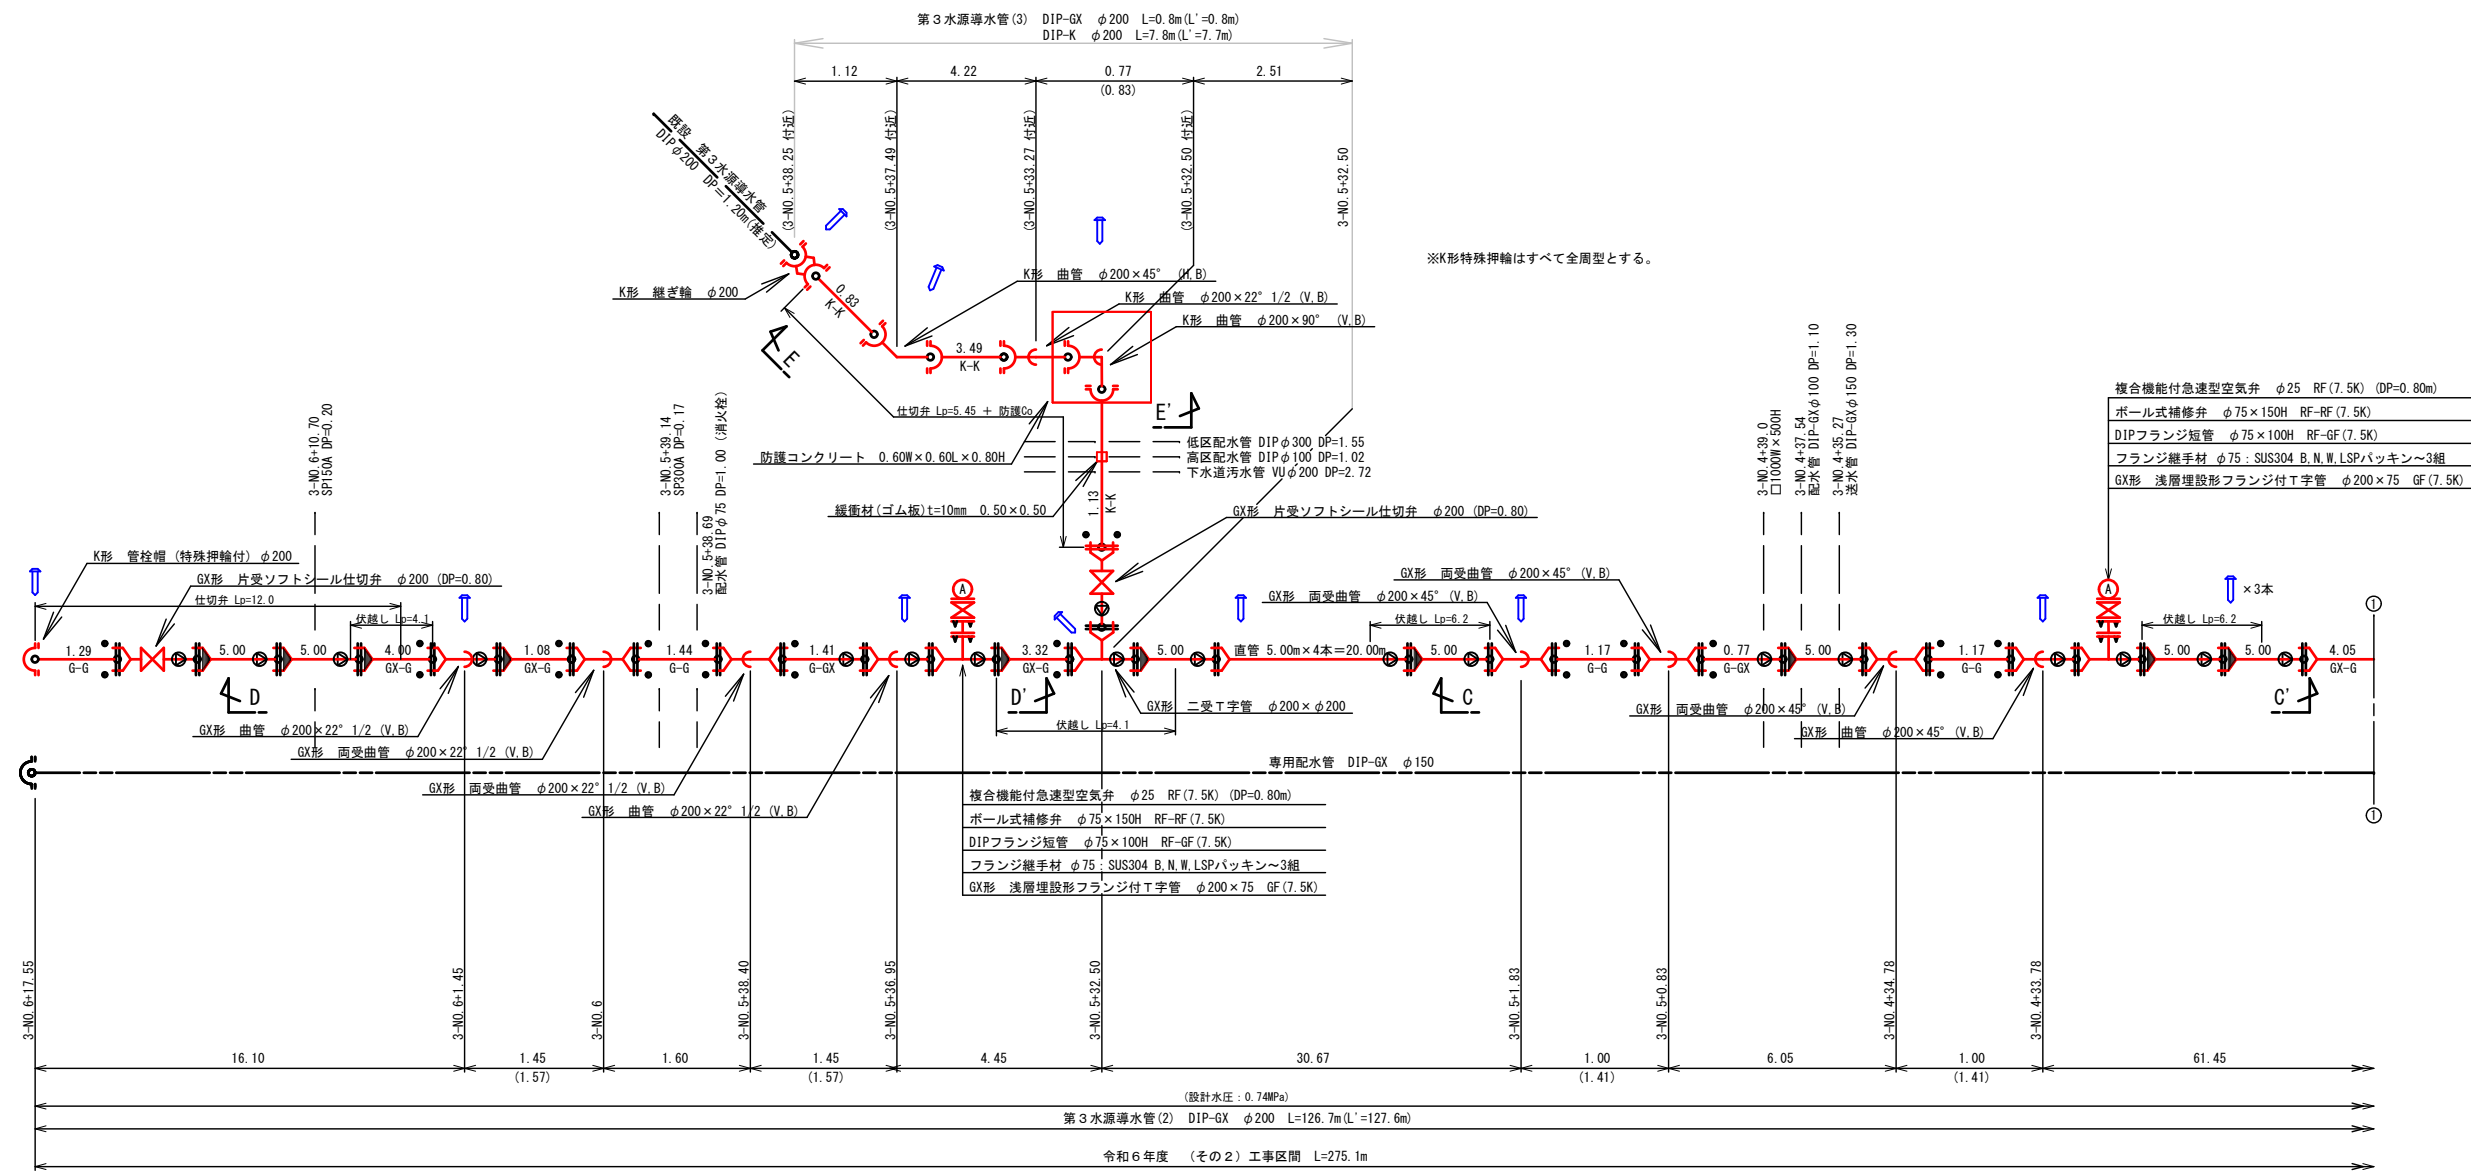 第３水源導水管(3)　DIP-GX　φ200　L=0.8m(L'=0.8m)
DIP-K　φ200　L=7.8m(L'=7.7m)
1.12
4.22
0.77
(0.83)
2.51
(3-NO.5+38.25 付近)
(3-NO.5+37.49 付近)
(3-NO.5+33.27 付近)
(3-NO.5+32.50 付近)
3-NO.5+32.50
既設　第３水源導水管
DIPφ200　DP=1.20m(推定)
※K形特殊押輪はすべて全周型とする。
K形　継ぎ輪　φ200
K形　曲管　φ200×45°　(H,B)
K形　曲管　φ200×22° 1/2 (V,B)
K形　曲管　φ200×90°　(V,B)
0.83
K-K
3.49
K-K
E
E'
仕切弁 Lp=5.45 ＋ 防護Co
防護コンクリート　0.60W×0.60L×0.80H
低区配水管 DIPφ300 DP=1.55
高区配水管 DIPφ100 DP=1.02
下水道汚水管 VUφ200 DP=2.72
緩衝材(ゴム板)t=10mm　0.50×0.50
1.13
K-K
GX形　片受ソフトシール仕切弁　φ200 (DP=0.80)
3-NO.6+10.70
SP150A DP=0.20
3-NO.5+39.14
SP300A DP=0.17
3-NO.5+38.69
配水管 DIPφ75 DP=1.00 (消火栓)
3-NO.4+39.0
□1000W×500H
3-NO.4+37.54
配水管 DIP-GXφ100 DP=1.10
3-NO.4+35.27
送水管 DIP-GXφ150 DP=1.30
複合機能付急速型空気弁　φ25　RF(7.5K) (DP=0.80m)
ボール式補修弁　φ75×150H　RF-RF(7.5K)
DIPフランジ短管　φ75×100H　RF-GF(7.5K)
フランジ継手材 φ75：SUS304 B,N,W,LSPパッキン～3組
GX形　浅層埋設形フランジ付Ｔ字管　φ200×75　GF(7.5K)
K形　管栓帽 (特殊押輪付) φ200
GX形　片受ソフトシール仕切弁　φ200 (DP=0.80)
仕切弁 Lp=12.0
伏越し Lp=4.1
GX形　両受曲管　φ200×45° (V,B)
GX形　両受曲管　φ200×45° (V,B)
A
A
×3本
1
伏越し Lp=6.2
伏越し Lp=6.2
1.29
G-G
5.00
5.00
4.00
GX-G
1.08
GX-G
1.44
G-G
1.41
G-GX
3.32
GX-G
5.00
直管 5.00m×4本＝20.00m
5.00
1.17
G-G
0.77
G-GX
5.00
1.17
G-G
5.00
5.00
4.05
GX-G
D
D'
C
C'
GX形　二受Ｔ字管　φ200×φ200
伏越し Lp=4.1
GX形　曲管　φ200×22° 1/2 (V,B)
GX形　両受曲管　φ200×22° 1/2 (V,B)
GX形　両受曲管　φ200×22° 1/2 (V,B)
GX形　曲管　φ200×22° 1/2 (V,B)
GX形　両受曲管　φ200×45° (V,B)
GX形　曲管　φ200×45° (V,B)
専用配水管　DIP-GX　φ150
複合機能付急速型空気弁　φ25　RF(7.5K) (DP=0.80m)
ボール式補修弁　φ75×150H　RF-RF(7.5K)
DIPフランジ短管　φ75×100H　RF-GF(7.5K)
フランジ継手材 φ75：SUS304 B,N,W,LSPパッキン～3組
GX形　浅層埋設形フランジ付Ｔ字管　φ200×75　GF(7.5K)
1
3-NO.6+17.55
3-NO.6+1.45
3-NO.6
3-NO.5+38.40
3-NO.5+36.95
3-NO.5+32.50
3-NO.5+1.83
3-NO.5+0.83
3-NO.4+34.78
3-NO.4+33.78
16.10
1.45
(1.57)
1.60
1.45
(1.57)
4.45
30.67
1.00
(1.41)
6.05
1.00
(1.41)
61.45
(設計水圧：0.74MPa)
第３水源導水管(2)　DIP-GX　φ200　L=126.7m(L'=127.6m)
令和６年度　(その２)工事区間　L=275.1m